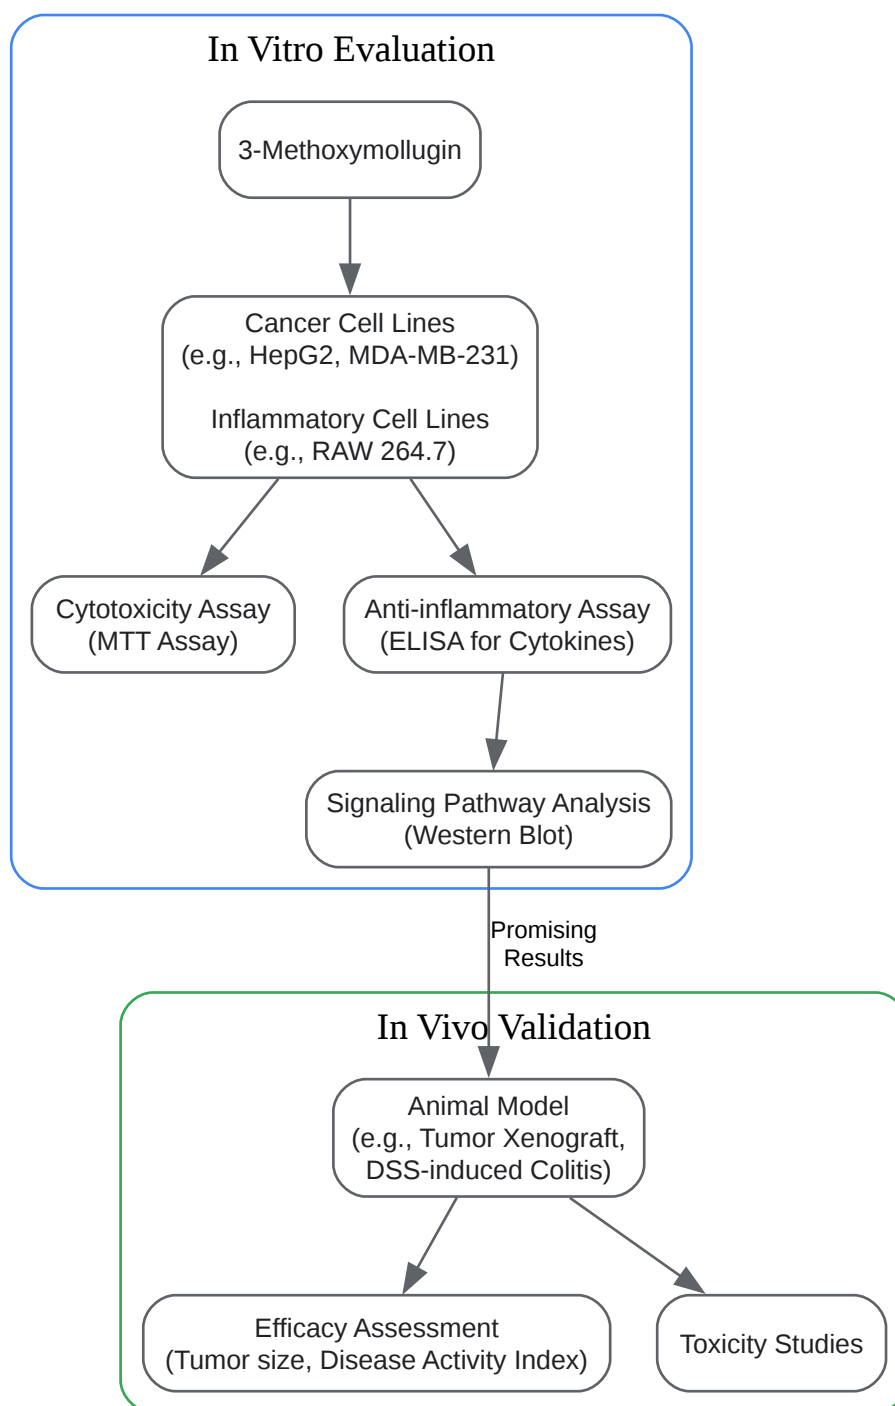 In Vitro Evaluation
3-Methoxymollugin
Cancer Cell Lines
(e.g., HepG2, MDA-MB-231)
Inflammatory Cell Lines
(e.g., RAW 264.7)
Cytotoxicity Assay
(MTT Assay)
Anti-inflammatory Assay
(ELISA for Cytokines)
Signaling Pathway Analysis
(Western Blot)
Promising
Results
In Vivo Validation
Animal Model
(e.g., Tumor Xenograft,
DSS-induced Colitis)
Efficacy Assessment
(Tumor size, Disease Activity Index)
Toxicity Studies